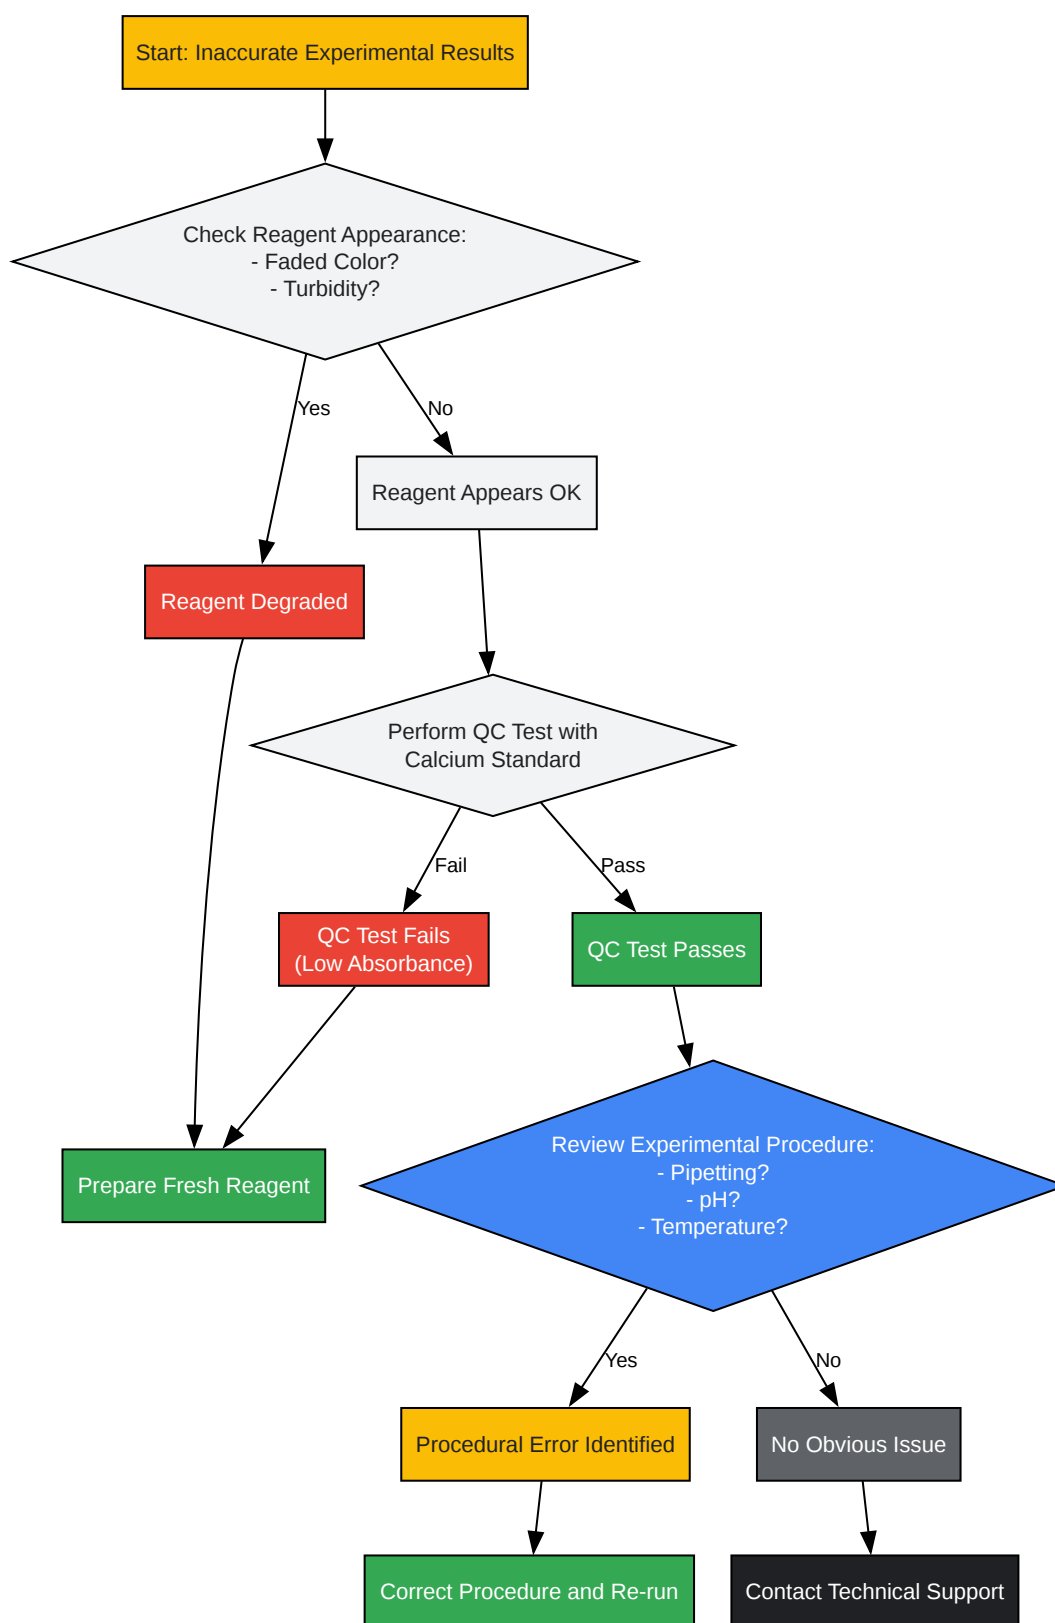 Start: Inaccurate Experimental Results
Check Reagent Appearance:
- Faded Color?
- Turbidity?
Yes
No
Reagent Appears OK
Reagent Degraded
Perform QC Test with
Calcium Standard
Fail
Pass
QC Test Fails
(Low Absorbance)
QC Test Passes
Review Experimental Procedure:
- Pipetting?
- pH?
- Temperature?
Prepare Fresh Reagent
Yes
No
Procedural Error Identified
No Obvious Issue
Correct Procedure and Re-run
Contact Technical Support